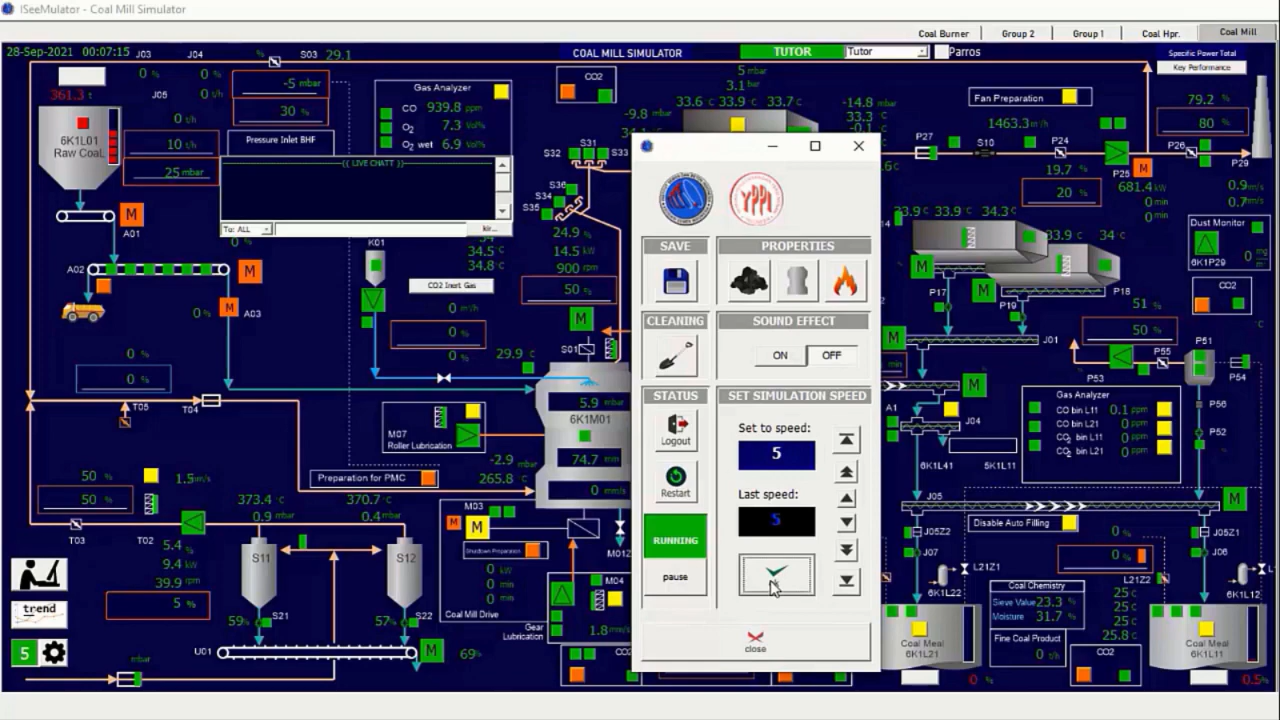 ISeeMulator - Coal Mill Simulator
Coal Burner
Group 2
Group 1
Coal Hpr.
Coal Mill
28-Sep-2021 00:07:15
J03
J04
%
S03
29.1
COAL MILL SIMULATOR
TUTOR
Tutor
Parros
Specific Power Total
Key Performance
361.3 t
0 %
0 %
J05
0 t/h
0 t/h
-5 mbar
30 %
Gas Analyzer
CO 939.8 ppm
O2 7.3 Vol%
O2 wet 6.9 Vol%
CO2
5 mbar
3.1 bar
33.6 c 33.9 c 33.7 c
-9.8 mbar
-14.8 mbar
33.3 c
Fan Preparation
79.2 %
80 %
6K1L01
Raw CoaL
0 t/h
10 t/h
25 mbar
Pressure Inlet BHF
(( LIVE CHATT ))
To: ALL
kir...
S31
S32
S33
S36
S34
S35
1463.3 m³/h
P27
S10
P24
P25
P26
P29
19.7 %
20 %
681.4 kW
0 min
0 min
M
A01
A02
A03
0 %
K01
34.5 c
34.8 c
CO2 Inert Gas
0 m³/h
0 %
0 %
24.9 %
14.5 kW
900 rpm
50 %
S01
29.9 c
33.9 c 33.9 c 34.3 c
33.9 c 34 c
Dust Monitor
6K1P29
0
CO2
P17
P18
P19
J01
51 %
50 %
P55
P53
P51
P54
P56
P52
SAVE
PROPERTIES
CLEANING
SOUND EFFECT
ON
OFF
STATUS
SET SIMULATION SPEED
Logout
Set to speed:
5
Restart
Last speed:
5
RUNNING
pause
close
0 %
0 %
T05
T04
5.9 mbar
6K1M01
74.7 mm
0 mm/s
M07
Roller Lubrication
-2.9 mbar
265.8 c
Preparation for PMC
A1
J04
6K1L41
5K1L11
Gas Analyzer
CO bin L11 0.1 ppm
CO bin L21 0 ppm
CO2 bin L11 0 ppm
CO2 bin L21 0 ppm
50 %
50 %
T03
T02
373.4 c
0.9 mbar
370.7 c
0.4 mbar
S11
S12
5.4 %
9.4 kW
39.9 rpm
5 %
M03
Shutdown Preparation
0 kW
0 min
0 min
Coal Mill Drive
M012
M04
Gear
Lubrication
1.8 mm/s
J05
J05Z2
J07
Disable Auto Filling
J05Z1
J06
L21Z1
L21Z2
0 %
0 %
6K1L22
6K1L12
Coal Chemistry
Sieve Value 23.3 %
Moisture 31.7 %
Fine Coal Product
0 t/h
25 c
25 c
25 c
25.8 c
Coal Meal
6K1L21
Coal Meal
6K1L11
CO2
0 %
0.5%
trend
5
S21
59%
57%
S22
U01
M
69%
mbar